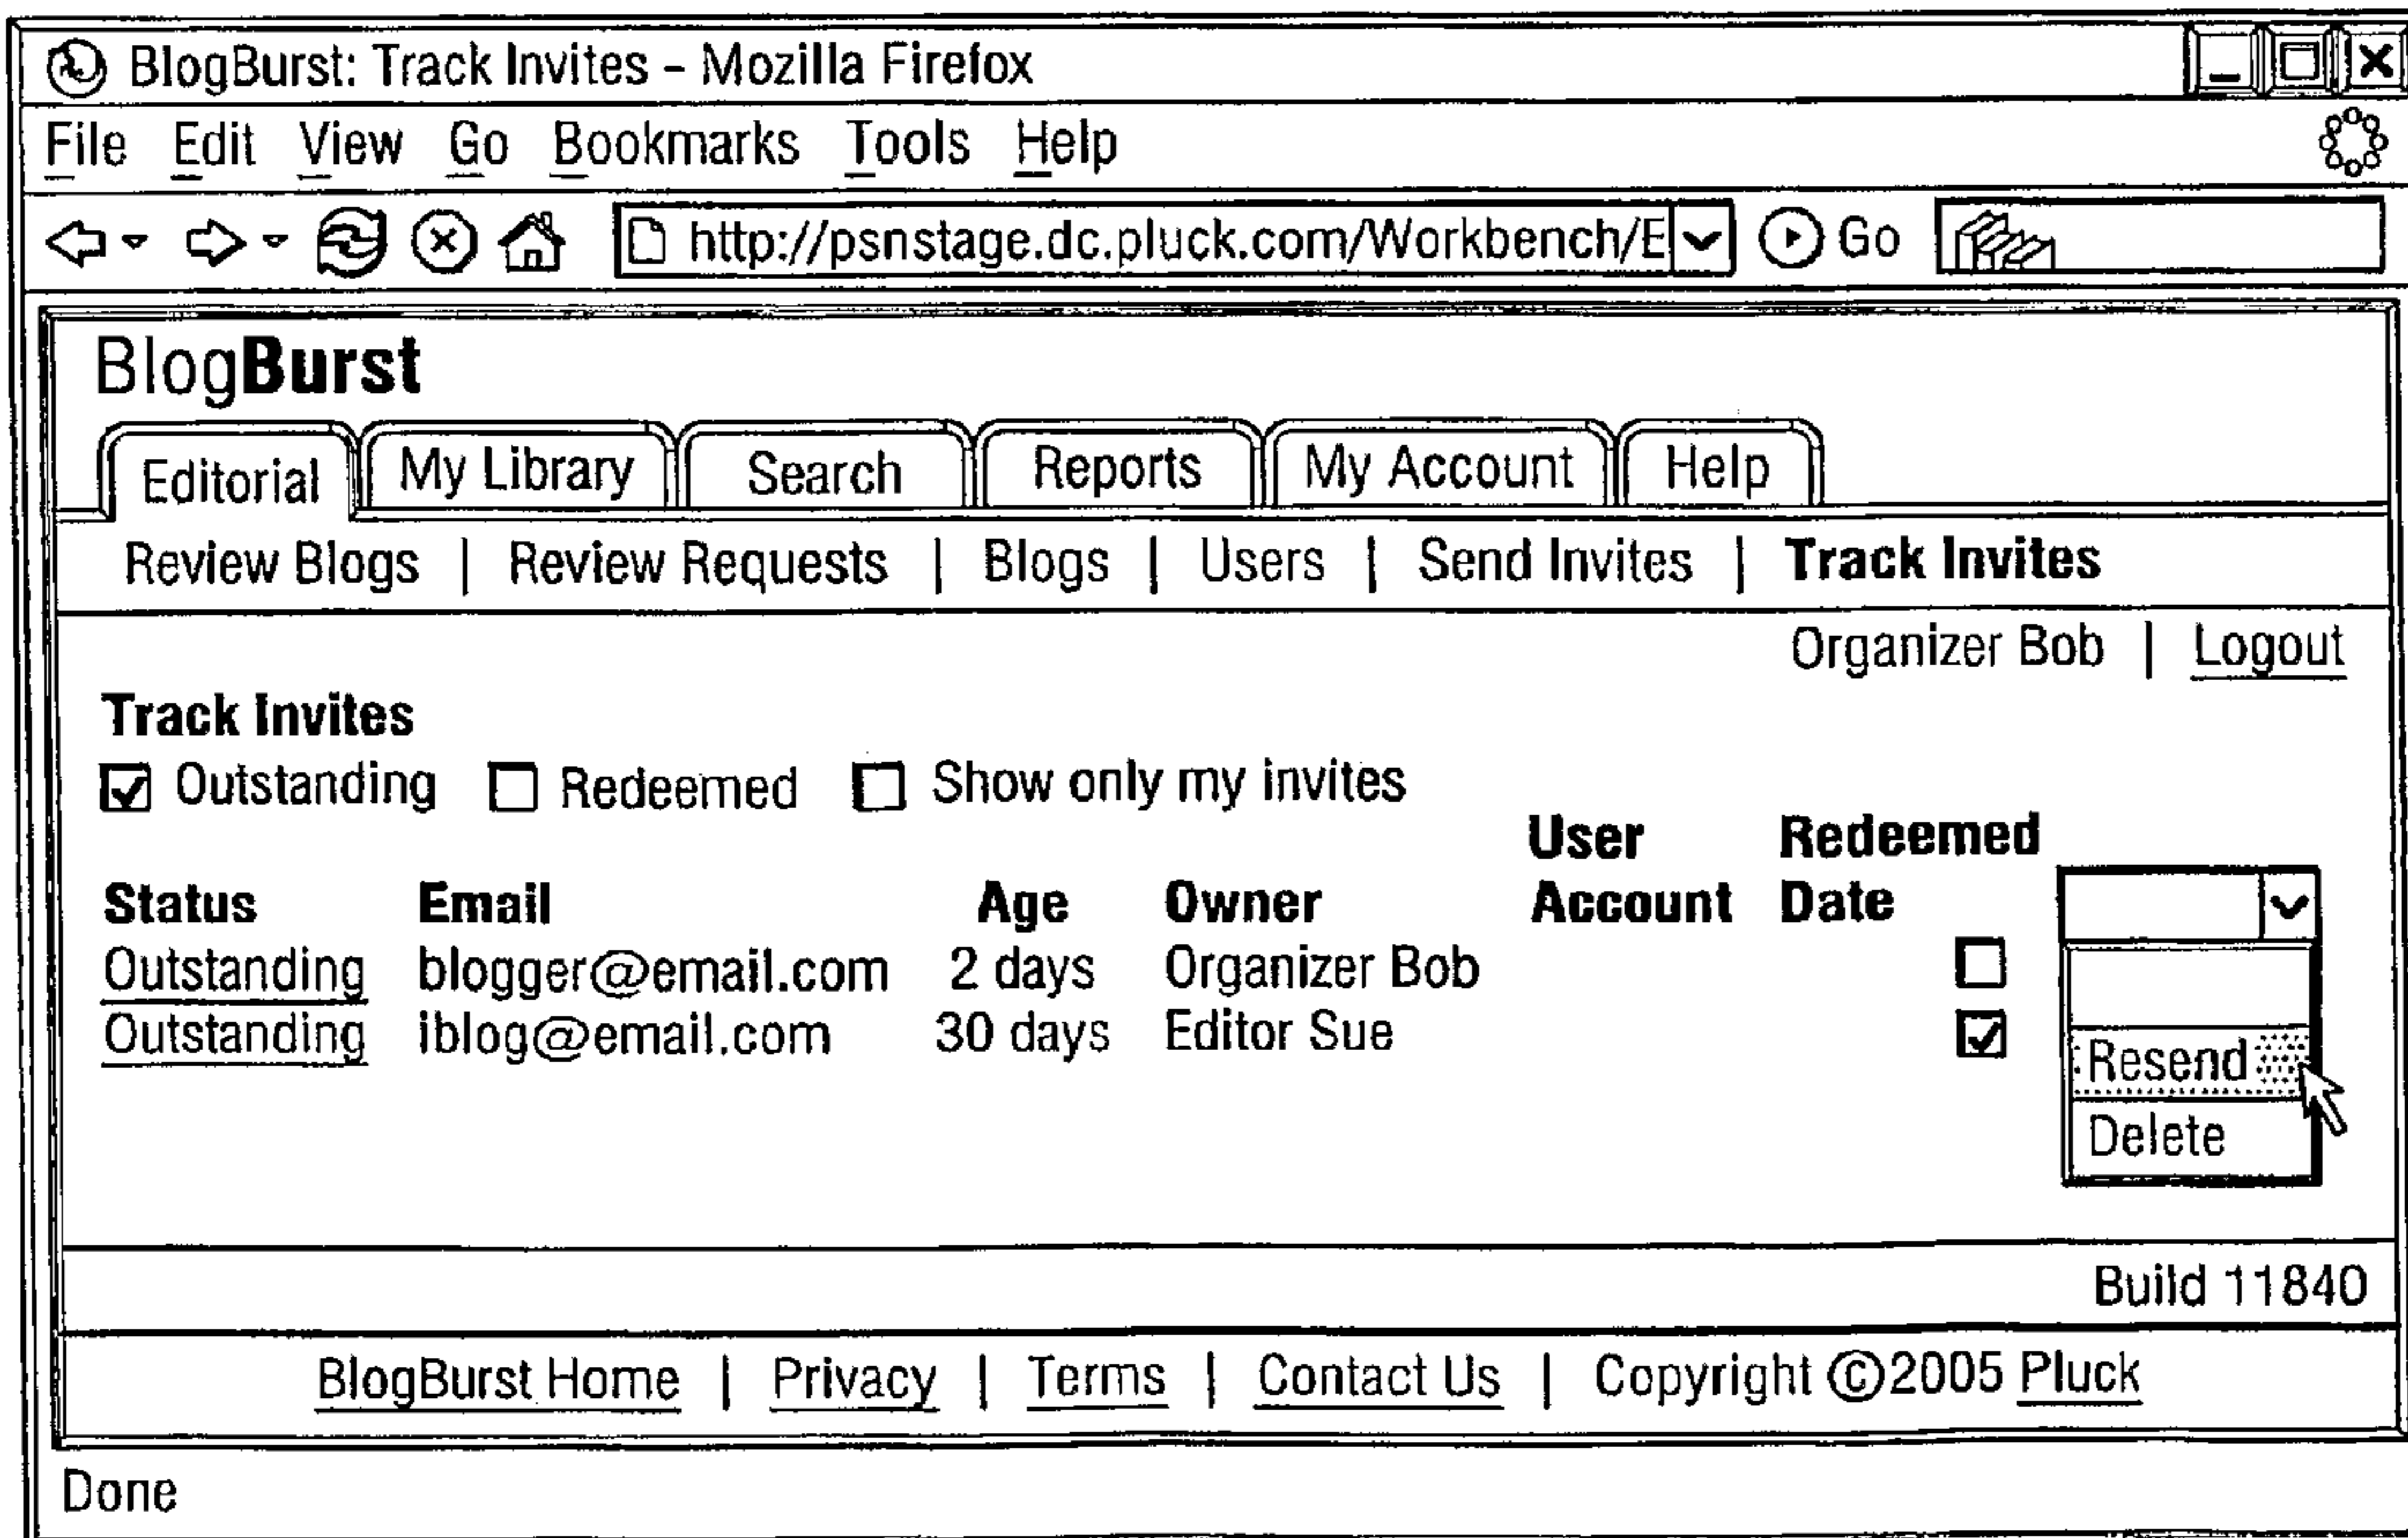 BlogBurst: Track Invites - Mozilla Firefox
File Edit View Go Bookmarks Tools Help
http://psnstage.dc.pluck.com/Workbench/E Go
BlogBurst
Editorial My Library Search Reports My Account Help
Review Blogs | Review Requests | Blogs | Users | Send Invites | Track Invites
Organizer Bob | Logout
Track Invites
Outstanding Redeemed Show only my invites
User Redeemed
Status Email Age Owner Account Date
Outstanding blogger@email.com 2 days Organizer Bob
Outstanding iblog@email.com 30 days Editor Sue
Resend
Delete
Build 11840
BlogBurst Home | Privacy | Terms | Contact Us | Copyright ©2005 Pluck
Done